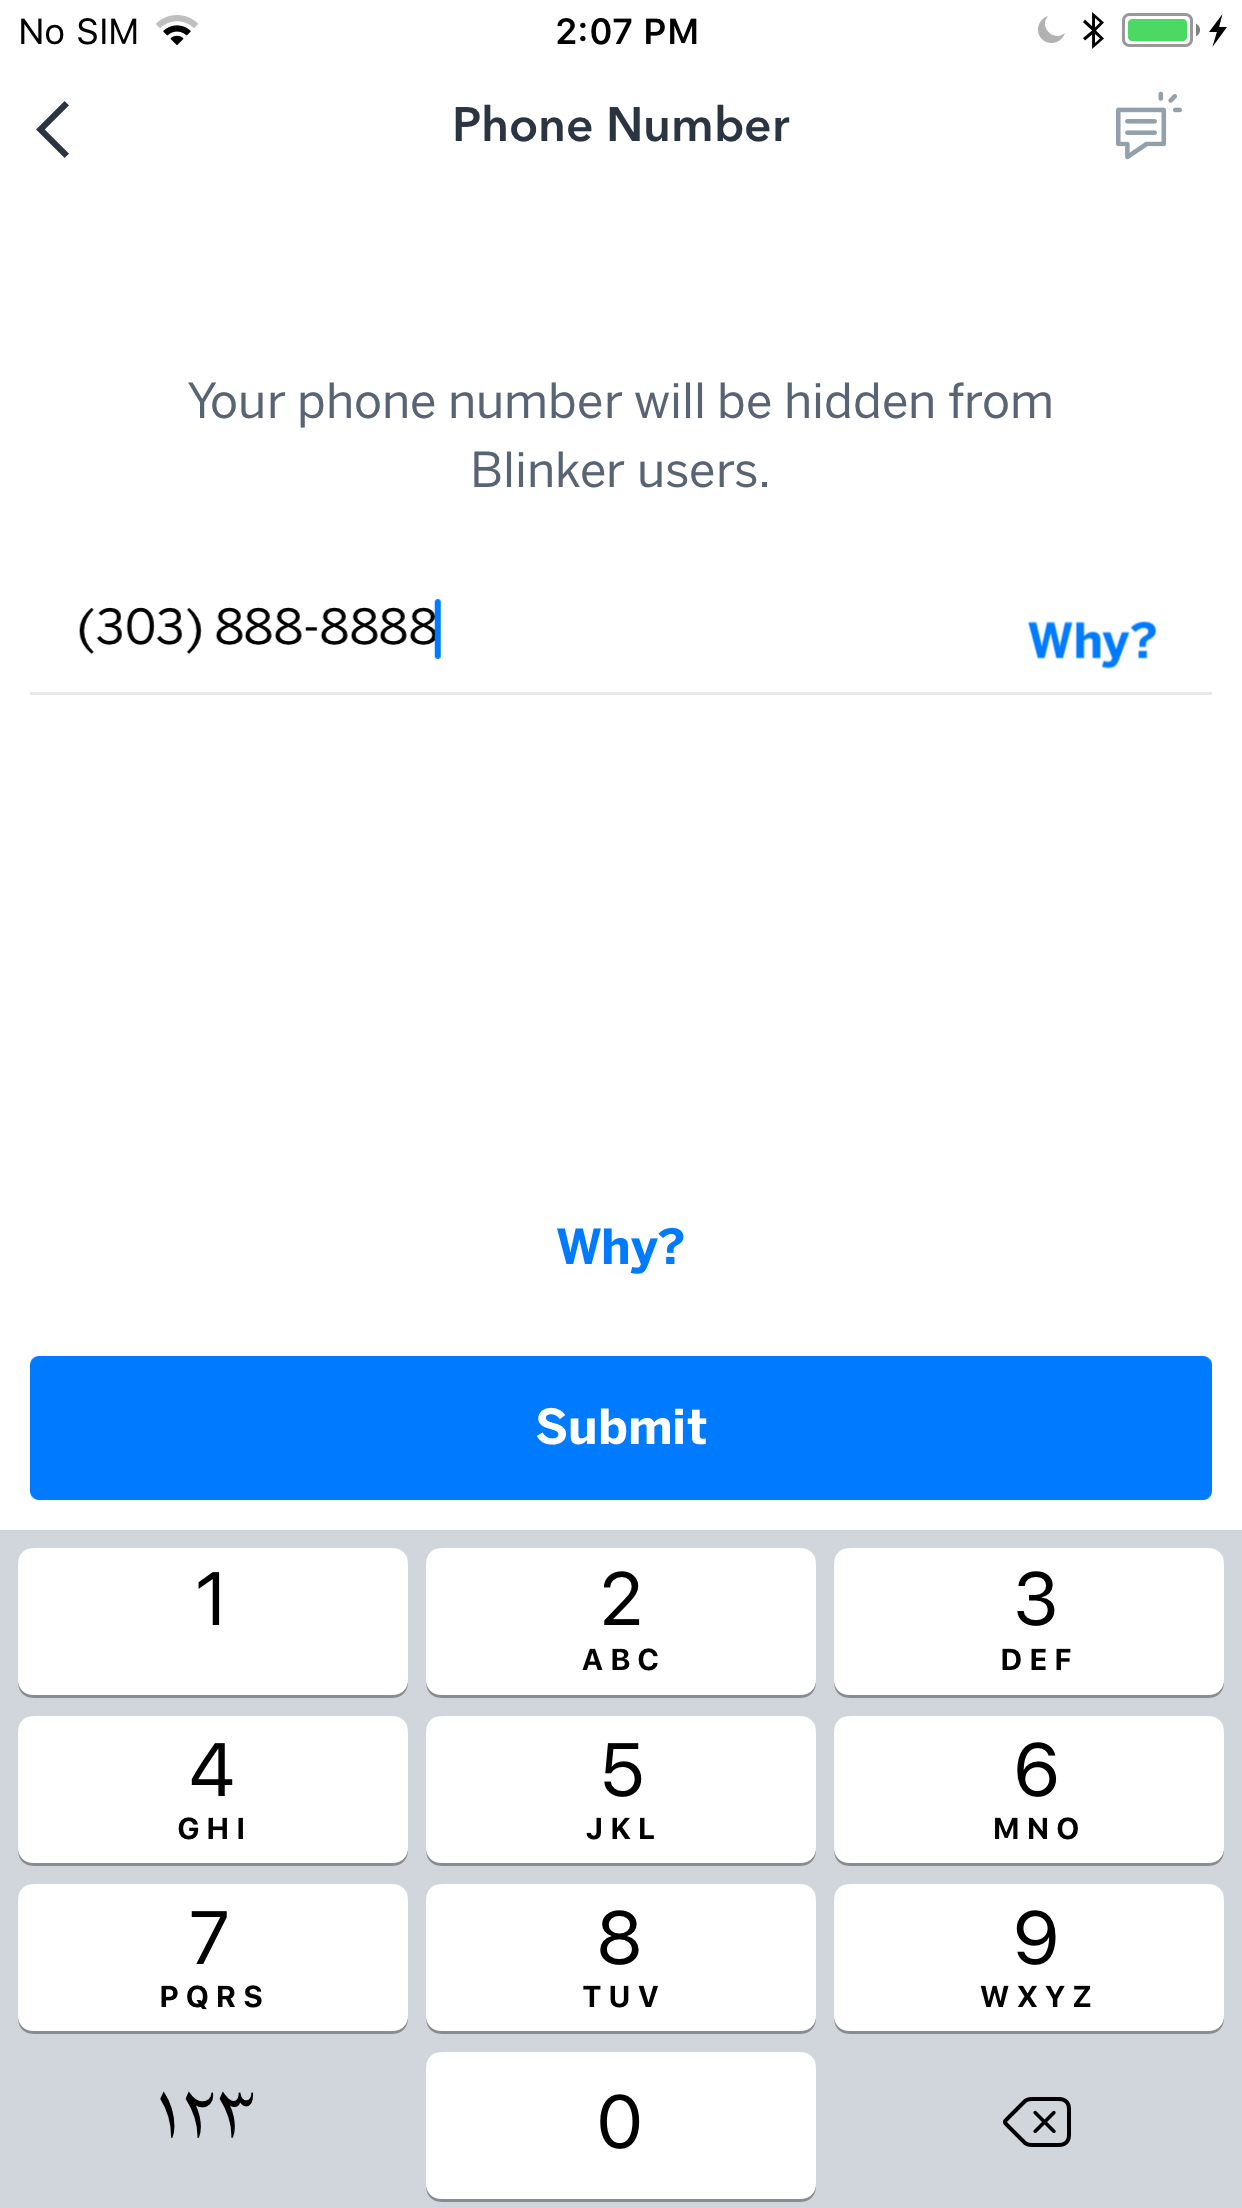 No SIM 2:07 PM
Phone Number
Your phone number will be hidden from
Blinker users.
(303) 888-8888 Why?
Why?
Submit
1 2 3
ABC DEF
4 5 6
GHI JKL MNO
7 8 9
PQRS TUV WXYZ
١٢٣ 0